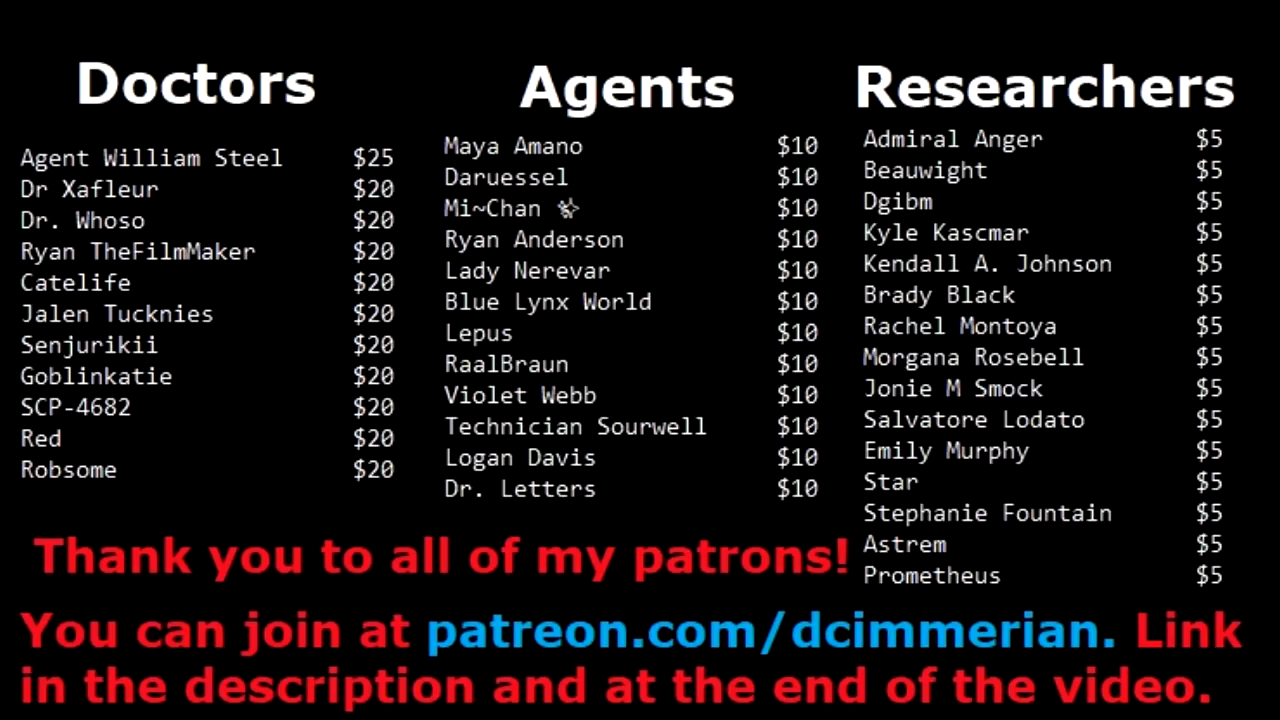 Doctors
Agent William Steel $25
Dr Xafleur $20
Dr. Whoso $20
Ryan TheFilmMaker $20
Catelife $20
Jalen Tucknies $20
Senjurikii $20
Goblinkatie $20
SCP-4682 $20
Red $20
Robsome $20
Agents
Maya Amano $10
Daruessel $10
Mi~Chan ✨ $10
Ryan Anderson $10
Lady Nerevar $10
Blue Lynx World $10
Lepus $10
RaalBraun $10
Violet Webb $10
Technician Sourwell $10
Logan Davis $10
Dr. Letters $10
Researchers
Admiral Anger $5
Beauwight $5
Dgibm $5
Kyle Kascmar $5
Kendall A. Johnson $5
Brady Black $5
Rachel Montoya $5
Morgana Rosebell $5
Jonie M Smock $5
Salvatore Lodato $5
Emily Murphy $5
Star $5
Stephanie Fountain $5
Astrem $5
Prometheus $5
Thank you to all of my patrons!
You can join at patreon.com/dcimmerian. Link
in the description and at the end of the video.